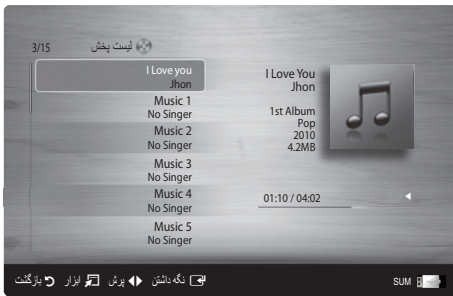 3/15
لیست پخش
I Love you
Jhon
Music 1
No Singer
Music 2
No Singer
Music 3
No Singer
Music 4
No Singer
Music 5
No Singer
I Love You
Jhon
1st Album
Pop
2010
4.2MB
01:10 / 04:02
SUM
نگه داشتن پرش ابزار بازگشت